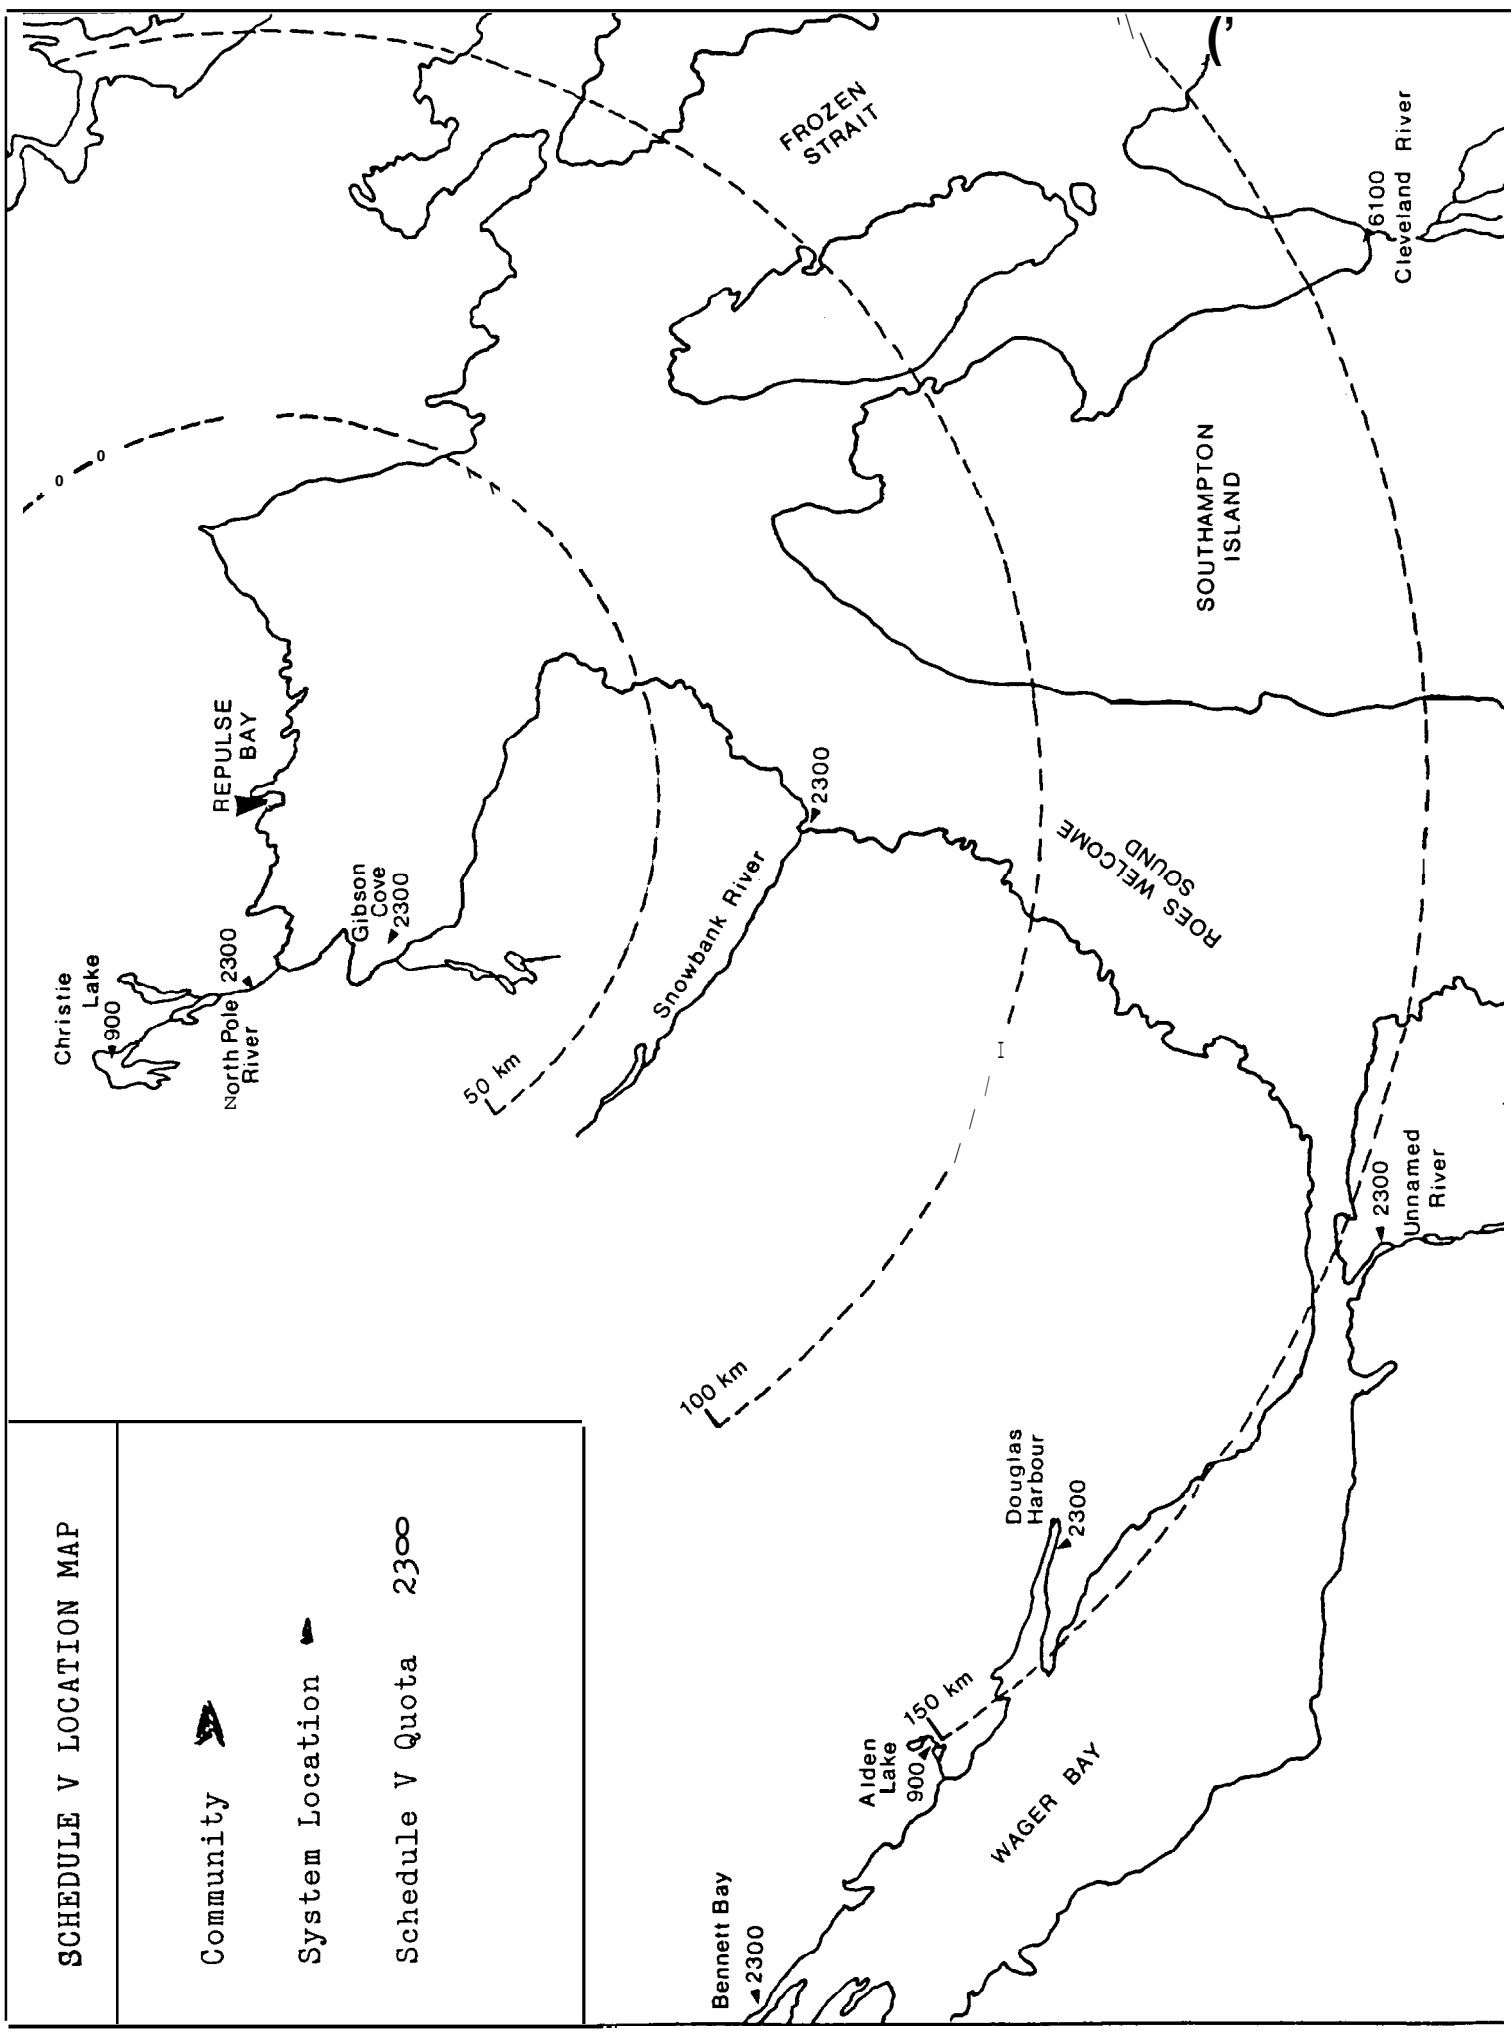 SCHEDULE V LOCATION MAP
Community
System Location
Schedule V Quota 2300
Christie
Lake
900
North Pole
River
2300
REPULSE
BAY
Gibson
Cove
2300
50 km
Snowbank River
2300
100 km
FROZEN
STRAIT
SOUTHAMPTON
ISLAND
6100
Cleveland River
ROES WELCOME
SOUND
2300
Unnamed
River
Douglas
Harbour
2300
150 km
Alden
Lake
900
WAGER BAY
Bennett Bay
2300